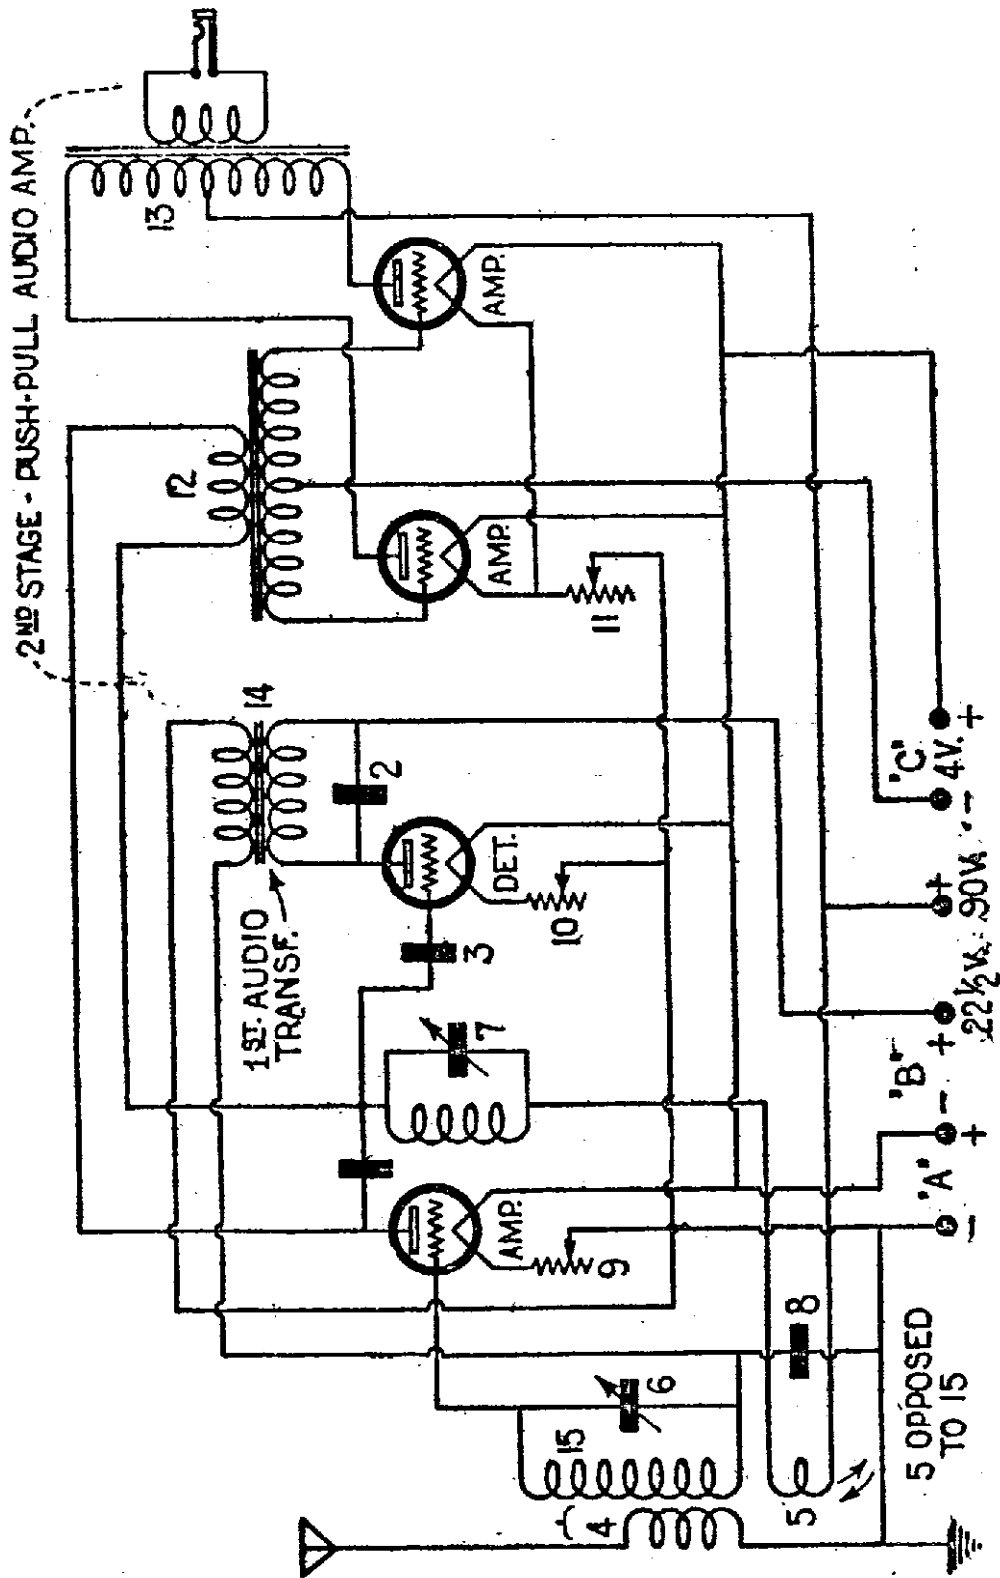 2ND STAGE - PUSH-PULL AUDIO AMP.
13
12
14
1ST. AUDIO
TRANSF.
2
AMP.
AMP.
11
DET.
10
3
7
AMP.
9
15
4
6
5
8
5 OPPOSED
TO 15
- "A" +
- "B" +
22½ V. 90V. +
- "C" +
4V.